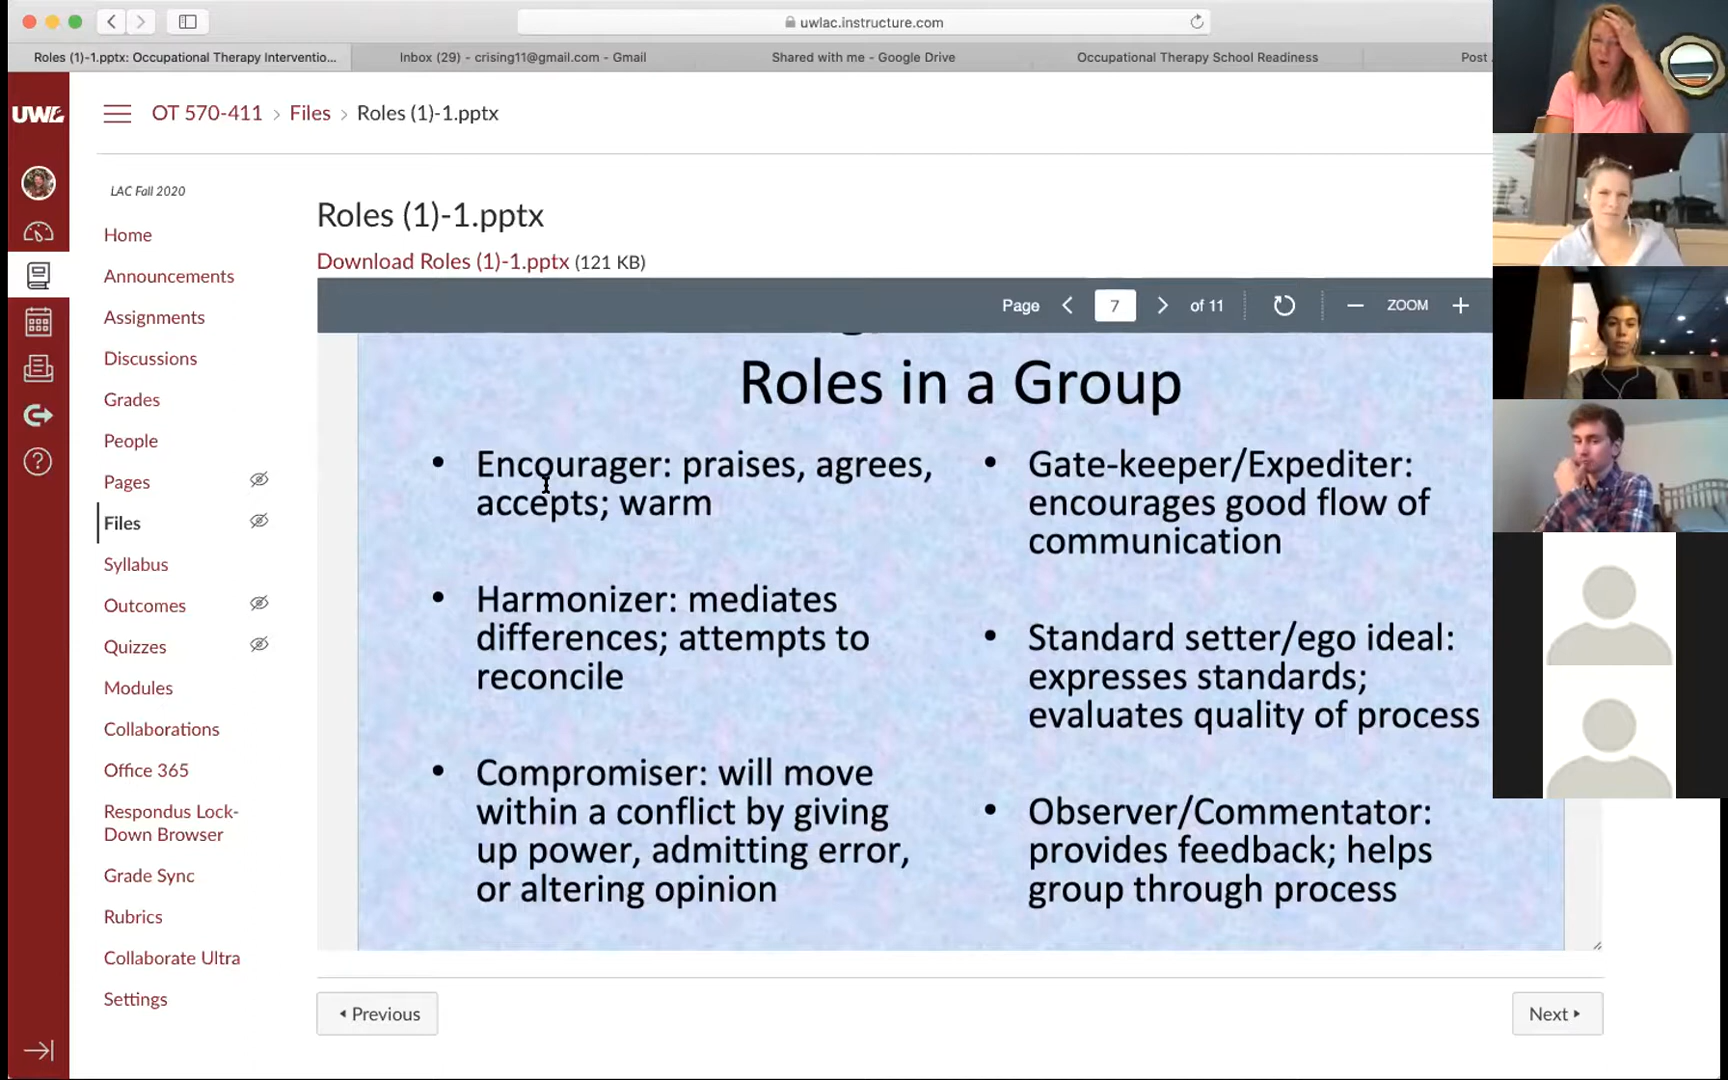 uwlac.instructure.com
Roles (1)-1.pptx: Occupational Therapy Interventio...
Inbox (29) - crising11@gmail.com - Gmail
Shared with me - Google Drive
Occupational Therapy School Readiness
Post
UWL
OT 570-411 > Files > Roles (1)-1.pptx
LAC Fall 2020
Home
Announcements
Assignments
Discussions
Grades
People
Pages
Files
Syllabus
Outcomes
Quizzes
Modules
Collaborations
Office 365
Respondus Lock-
Down Browser
Grade Sync
Rubrics
Collaborate Ultra
Settings
Roles (1)-1.pptx
Download Roles (1)-1.pptx (121 KB)
Page 7 of 11 ZOOM
Roles in a Group
• Encourager: praises, agrees,
accepts; warm
• Harmonizer: mediates
differences; attempts to
reconcile
• Compromiser: will move
within a conflict by giving
up power, admitting error,
or altering opinion
• Gate-keeper/Expediter:
encourages good flow of
communication
• Standard setter/ego ideal:
expresses standards;
evaluates quality of process
• Observer/Commentator:
provides feedback; helps
group through process
Previous
Next